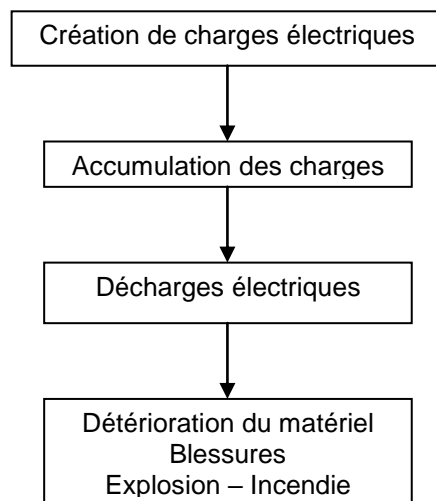 Création de charges électriques
Accumulation des charges
Décharges électriques
Détérioration du matériel
Blessures
Explosion – Incendie